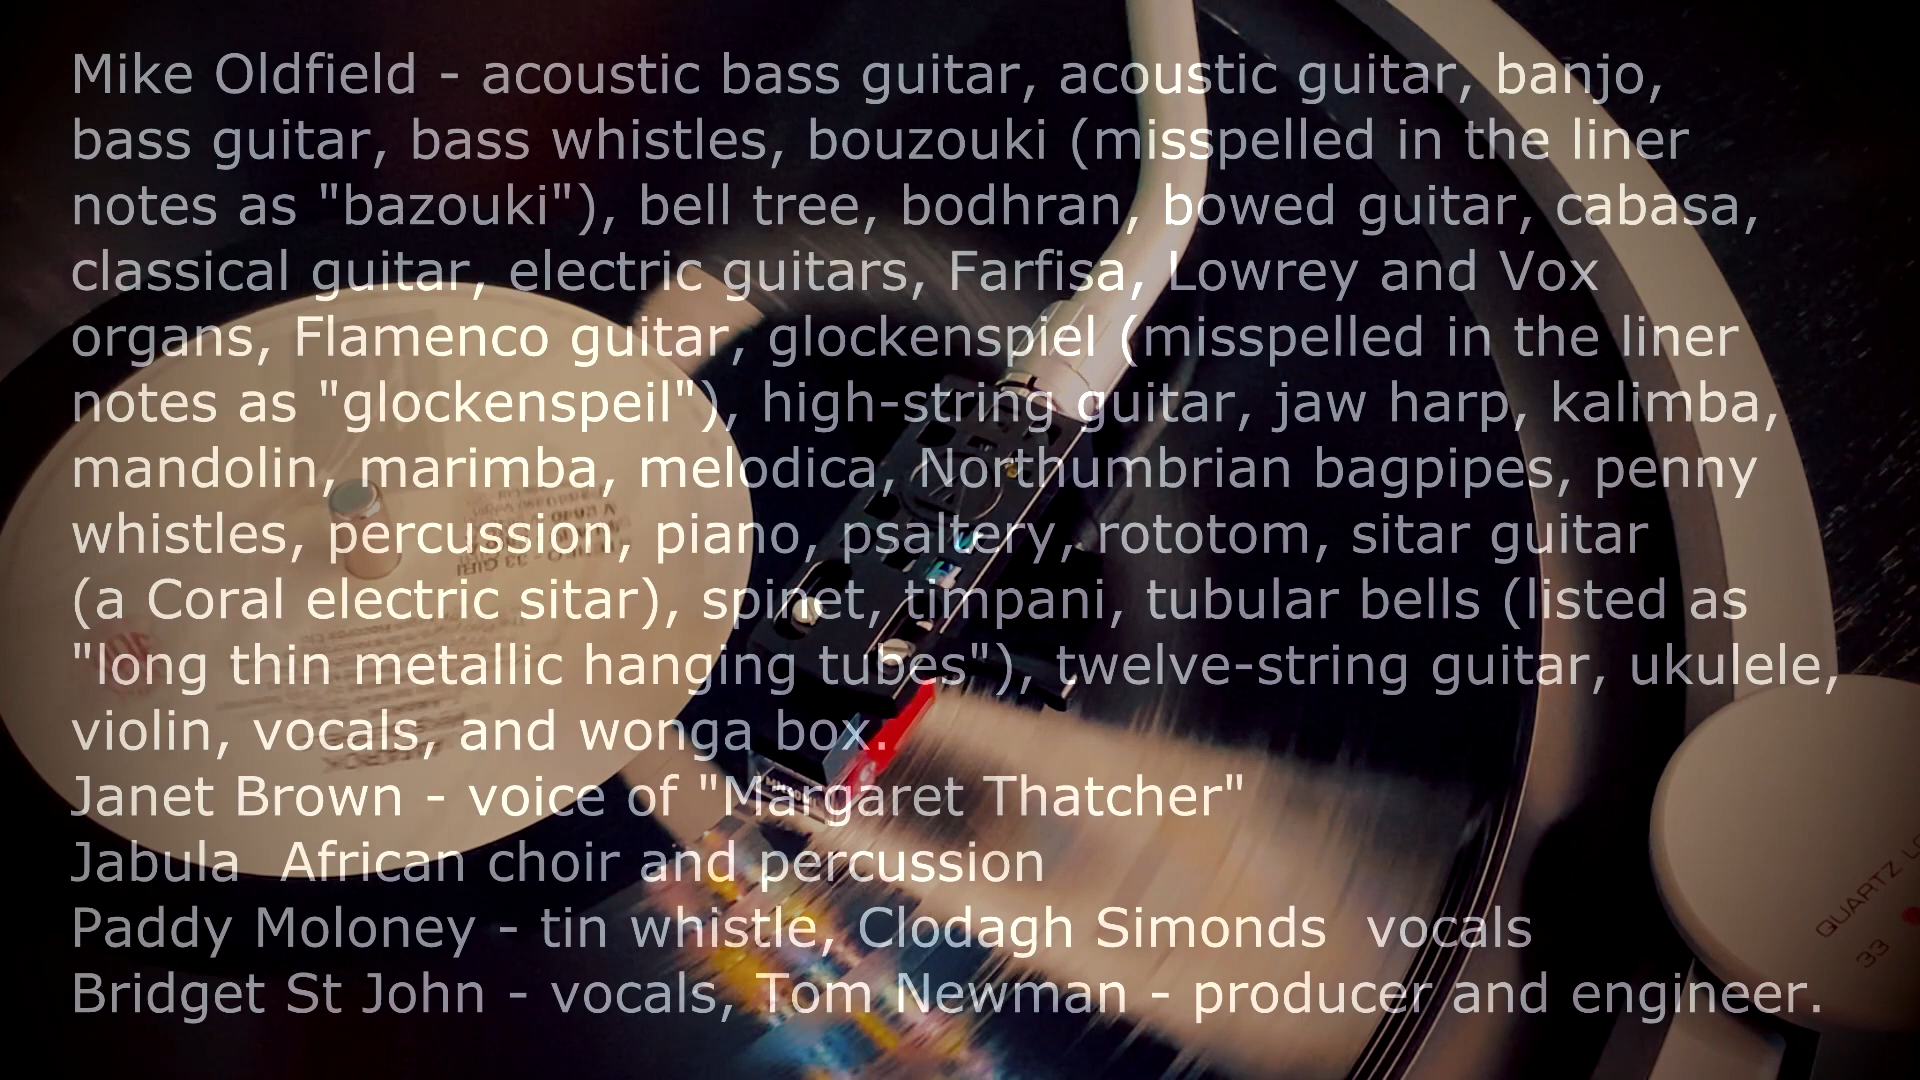 Mike Oldfield - acoustic bass guitar, acoustic guitar, banjo,
bass guitar, bass whistles, bouzouki (misspelled in the liner
notes as "bazouki"), bell tree, bodhran, bowed guitar, cabasa,
classical guitar, electric guitars, Farfisa, Lowrey and Vox
organs, Flamenco guitar, glockenspiel (misspelled in the liner
notes as "glockenspeil"), high-string guitar, jaw harp, kalimba,
mandolin, marimba, melodica, Northumbrian bagpipes, penny
whistles, percussion, piano, psaltery, rototom, sitar guitar
(a Coral electric sitar), spinet, timpani, tubular bells (listed as
"long thin metallic hanging tubes"), twelve-string guitar, ukulele,
violin, vocals, and wonga box.
Janet Brown - voice of "Margaret Thatcher"
Jabula  African choir and percussion
Paddy Moloney - tin whistle, Clodagh Simonds  vocals
Bridget St John - vocals, Tom Newman - producer and engineer.
QUARTZ
33